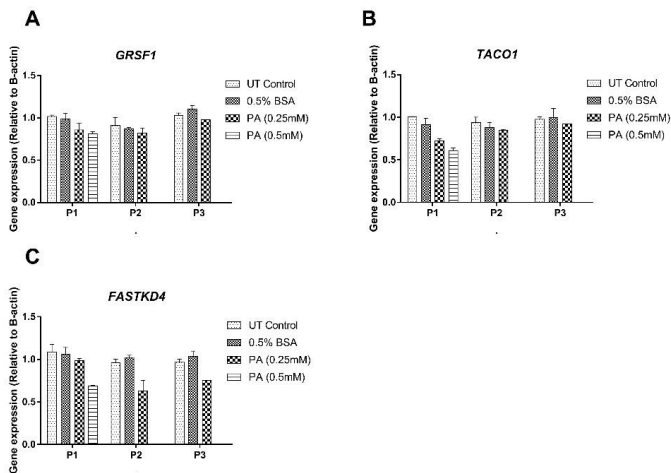 A
GRSF1
Gene expression (Relative to B-actin)
1.5
1.0
0.5
0.0
P1 P2 P3
UT Control
0.5% BSA
PA (0.25mM)
PA (0.5mM)
B
TACO1
Gene expression (Relative to B-actin)
1.5
1.0
0.5
0.0
P1 P2 P3
UT Control
0.5% BSA
PA (0.25mM)
PA (0.5mM)
C
FASTKD4
Gene expression (Relative to B-actin)
1.5
1.0
0.5
0.0
P1 P2 P3
UT Control
0.5% BSA
PA (0.25mM)
PA (0.5mM)